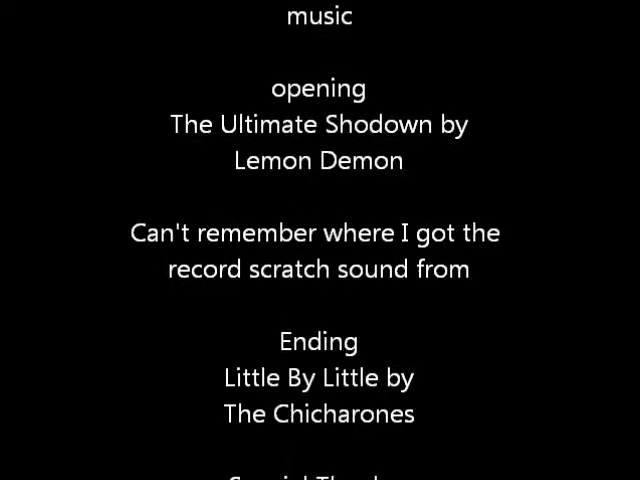 music
opening
The Ultimate Shodown by
Lemon Demon
Can't remember where I got the
record scratch sound from
Ending
Little By Little by
The Chicharones